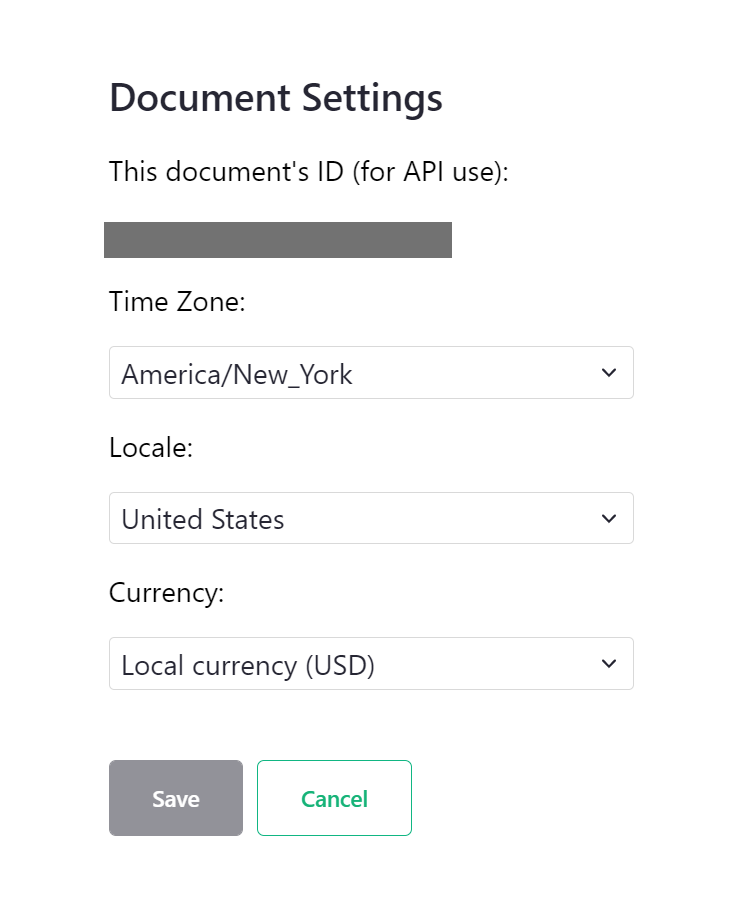 Document Settings
This document's ID (for API use):
Time Zone:
America/New_York
Locale:
United States
Currency:
Local currency (USD)
Save
Cancel